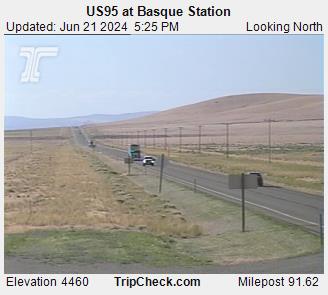 US95 at Basque Station
Updated: Jun 21 2024 5:25 PM Looking North
Elevation 4460 TripCheck.com Milepost 91.62